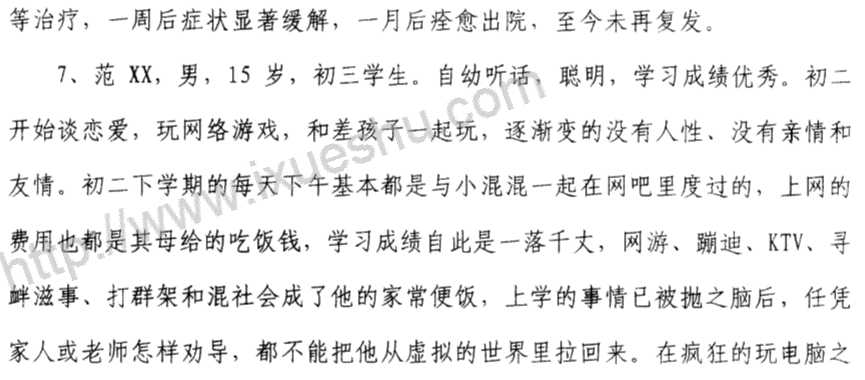 等治疗，一周后症状显著缓解，一月后痊愈出院，至今未再复发。
7、范 XX，男，15 岁，初三学生。自幼听话，聪明，学习成绩优秀。初二
开始谈恋爱，玩网络游戏，和差孩子一起玩，逐渐变的没有人性、没有亲情和
友情。初二下学期的每天下午基本都是与小混混一起在网吧里度过的，上网的
费用也都是其母给的吃饭钱，学习成绩自此是一落千丈，网游、蹦迪、KTV、寻
衅滋事、打群架和混社会成了他的家常便饭，上学的事情已被抛之脑后，任凭
家人或老师怎样劝导，都不能把他从虚拟的世界里拉回来。在疯狂的玩电脑之
http://www.ixueshu.com